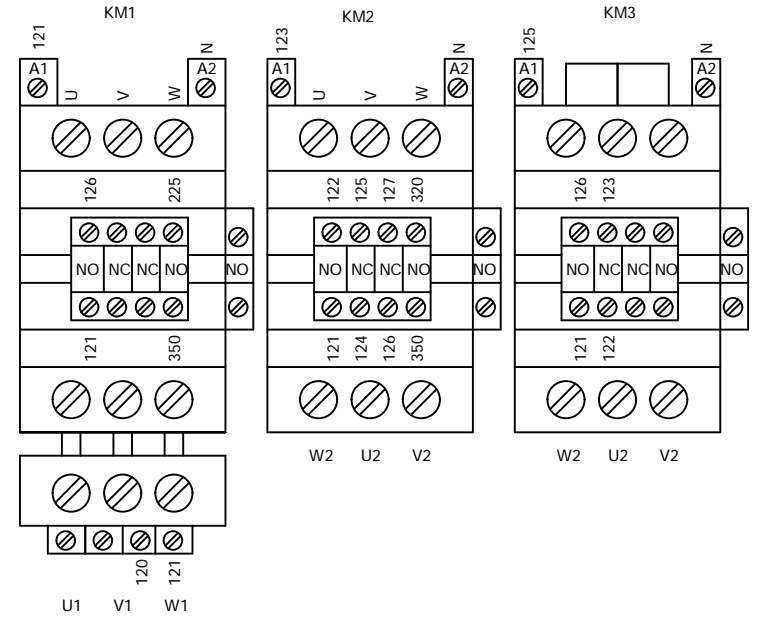 KM1 KM2 KM3
121 N 123 N 125 N
A1 A2 A1 A2 A1 A2
U V W U V W
126 225 122 125 127 320 126 123
NO NC NC NO NO NO NC NC NO NO NO NC NC NO NO
121 350 121 124 126 350 121 122
W2 U2 V2 W2 U2 V2
120 121
U1 V1 W1